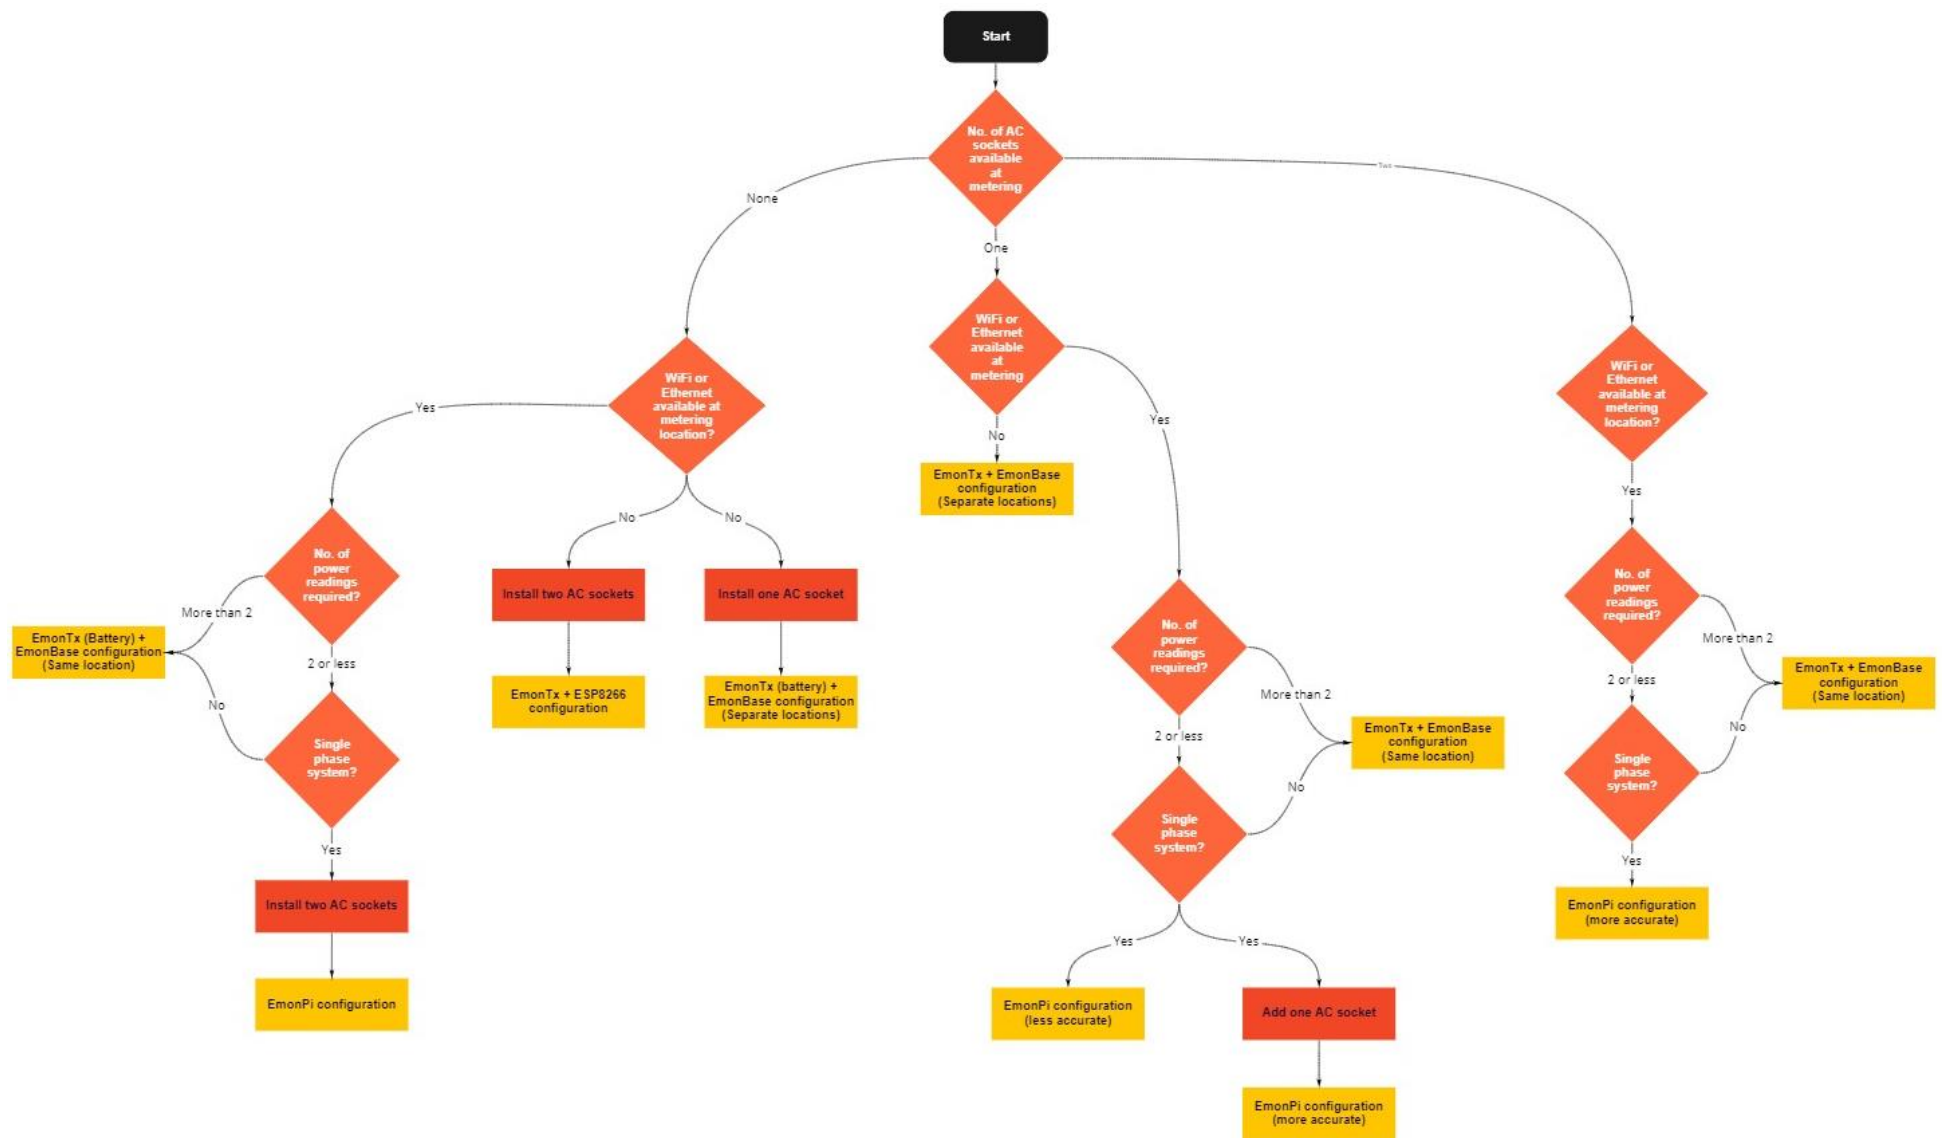 Start
No. of AC
sockets
available
at
metering
None
One
Two
WiFi or
Ethernet
available at
metering
location?
Yes
No
No
No. of
power
readings
required?
More than 2
2 or less
EmonTx (Battery) +
EmonBase configuration
(Same location)
No
Single
phase
system?
Yes
Install two AC sockets
EmonPi configuration
Install two AC sockets
EmonTx + ESP8266
configuration
Install one AC socket
EmonTx (battery) +
EmonBase configuration
(Separate locations)
WiFi or
Ethernet
available
at
metering
No
Yes
EmonTx + EmonBase
configuration
(Separate locations)
No. of
power
readings
required?
More than 2
2 or less
EmonTx + EmonBase
configuration
(Same location)
No
Single
phase
system?
Yes
Yes
EmonPi configuration
(less accurate)
Add one AC socket
EmonPi configuration
(more accurate)
WiFi or
Ethernet
available at
metering
location?
Yes
No. of
power
readings
required?
More than 2
2 or less
EmonTx + EmonBase
configuration
(Same location)
No
Single
phase
system?
Yes
EmonPi configuration
(more accurate)